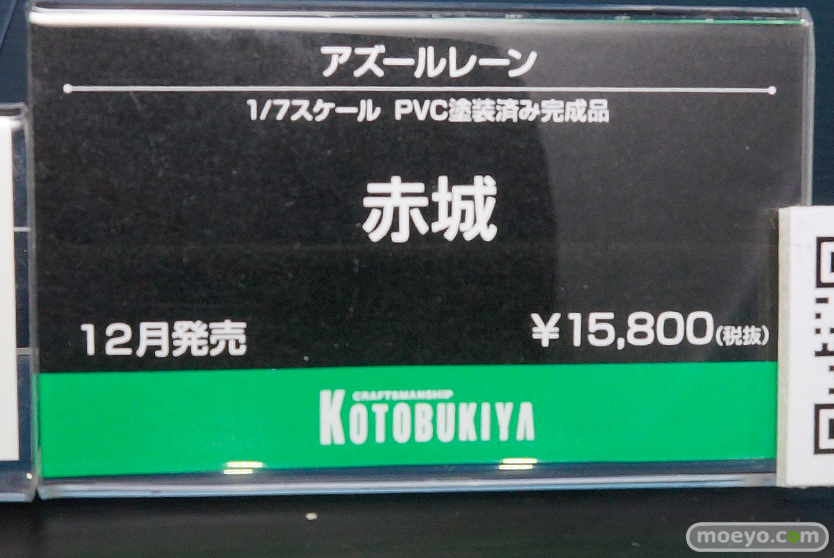 アズールレーン
1/7スケール PVC塗装済み完成品
赤城
12月発売
¥15,800(税抜)
CRAFTSMANSHIP
KOTOBUKIYA
moeyo.com